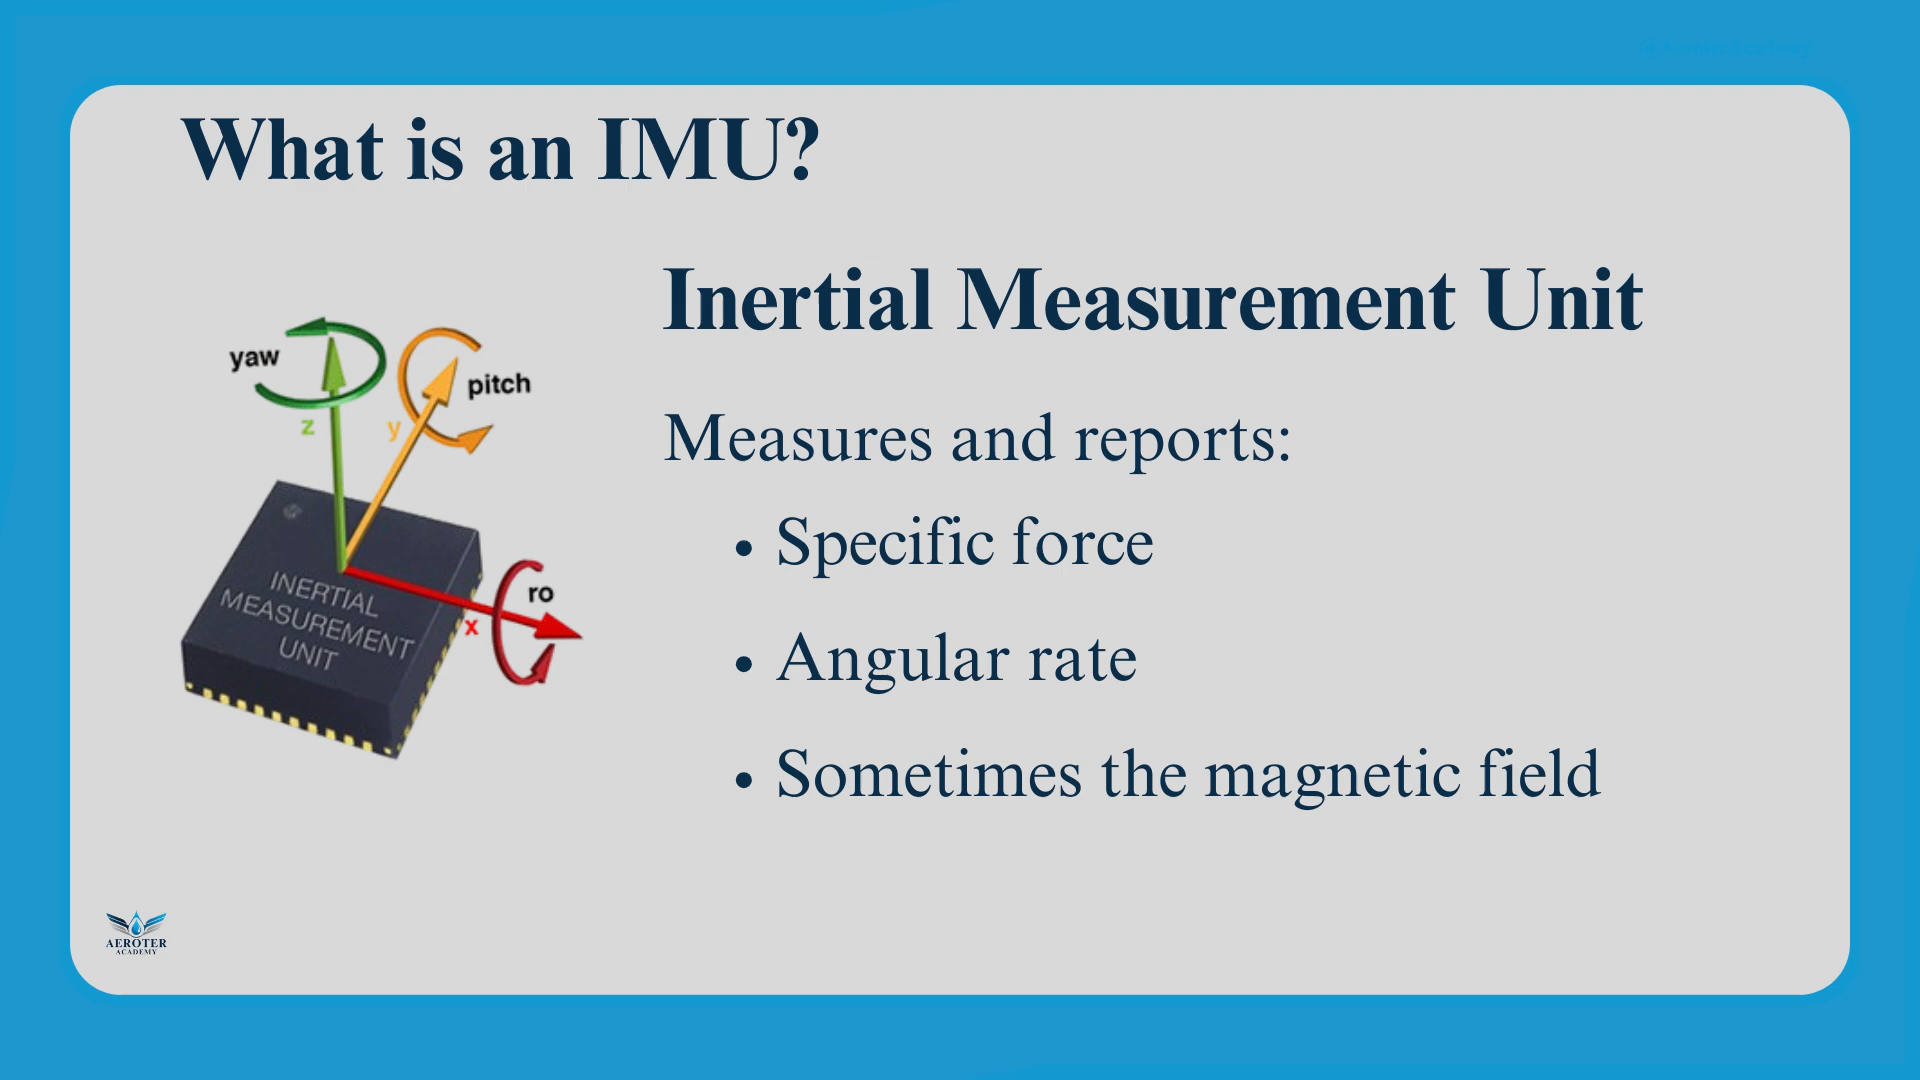 What is an IMU?
Inertial Measurement Unit
Measures and reports:
• Specific force
• Angular rate
• Sometimes the magnetic field
yaw
pitch
z
y
ro
x
INERTIAL
MEASUREMENT
UNIT
AEROTER
ACADEMY